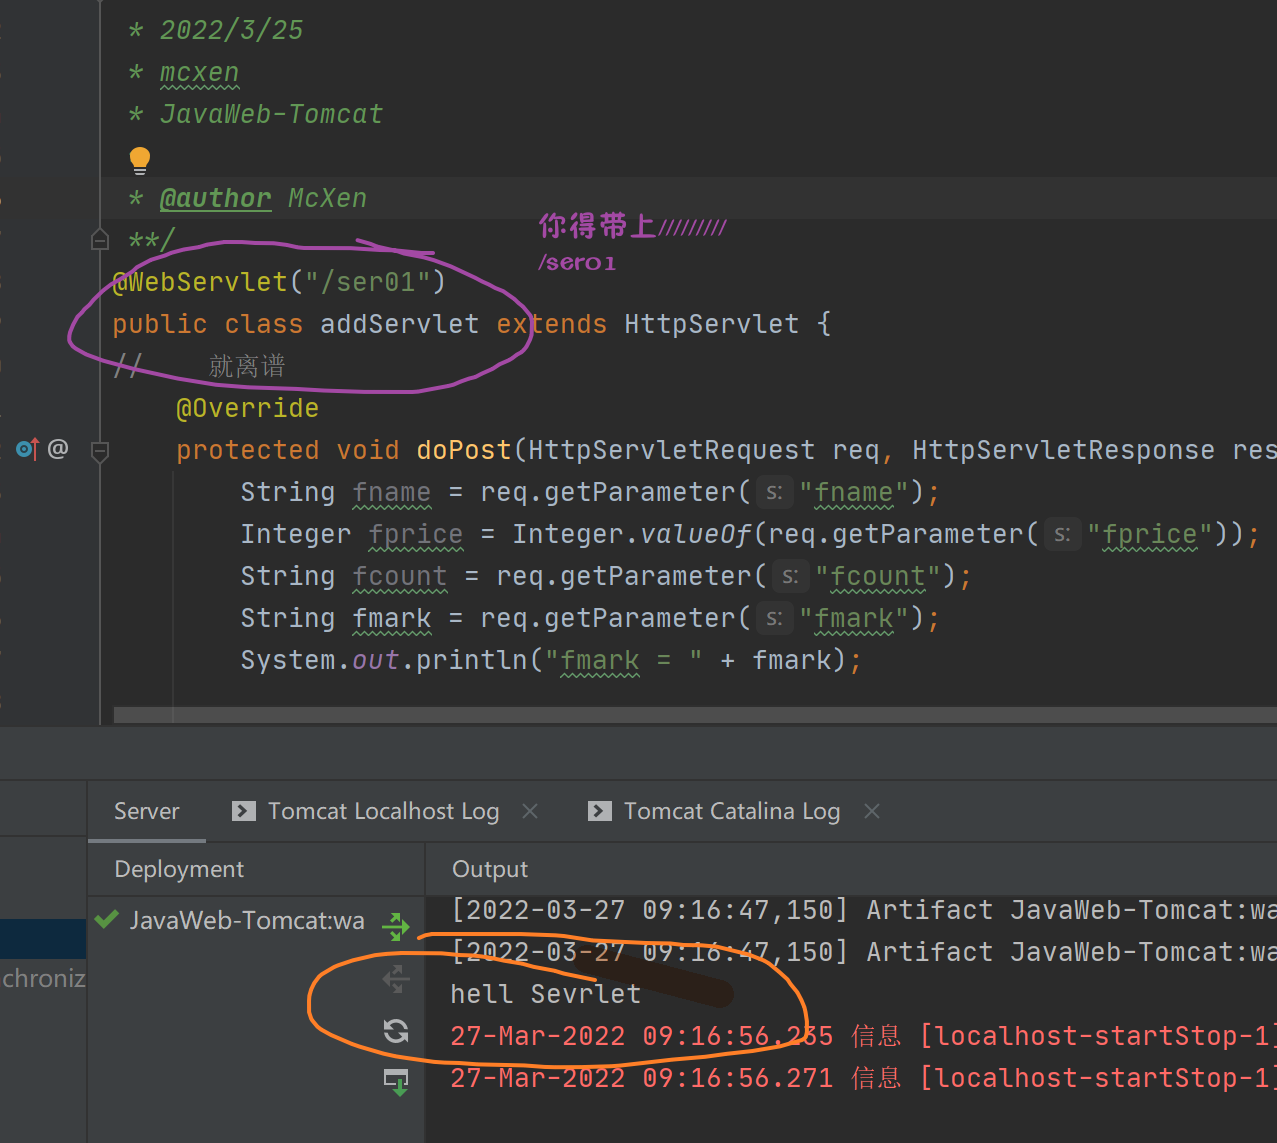 * 2022/3/25
* mcxen
* JavaWeb-Tomcat
* @author McXen
**/
你得带上/////////
/ser01
@WebServlet("/ser01")
public class addServlet extends HttpServlet {
// 就离谱
@Override
@
protected void doPost(HttpServletRequest req, HttpServletResponse res
String fname = req.getParameter( s: "fname");
Integer fprice = Integer.valueOf(req.getParameter( s: "fprice"));
String fcount = req.getParameter( s: "fcount");
String fmark = req.getParameter( s: "fmark");
System.out.println("fmark = " + fmark);
Server
Tomcat Localhost Log
Tomcat Catalina Log
Deployment
Output
JavaWeb-Tomcat:wa
chroniz
[2022-03-27 09:16:47,150] Artifact JavaWeb-Tomcat:wa
[2022-03-27 09:16:47,150] Artifact JavaWeb-Tomcat:wa
hell Sevrlet
27-Mar-2022 09:16:56.235 信息 [localhost-startStop-1]
27-Mar-2022 09:16:56.271 信息 [localhost-startStop-1]